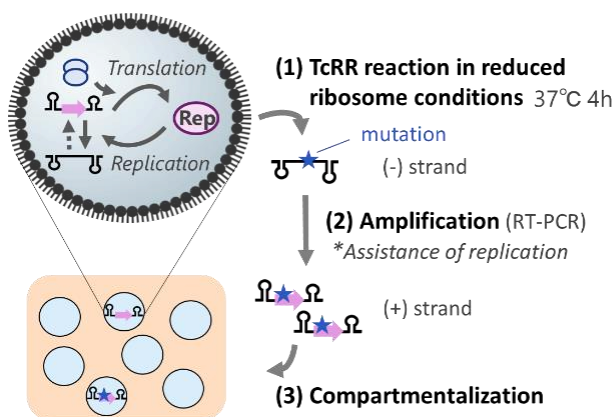 Translation
Rep
Replication
(1) TcRR reaction in reduced
ribosome conditions 37℃ 4h
mutation
(-) strand
(2) Amplification (RT-PCR)
*Assistance of replication
(+) strand
(3) Compartmentalization